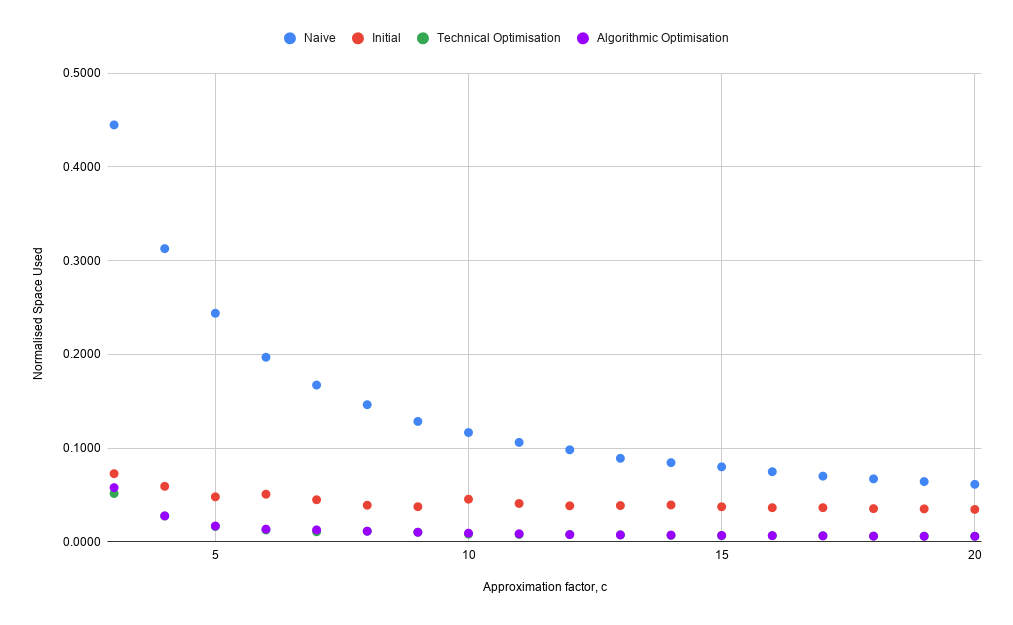 Naive Initial Technical Optimisation Algorithmic Optimisation
0.5000
0.4000
0.3000
0.2000
0.1000
0.0000
Normalised Space Used
5 10 15 20
Approximation factor, c